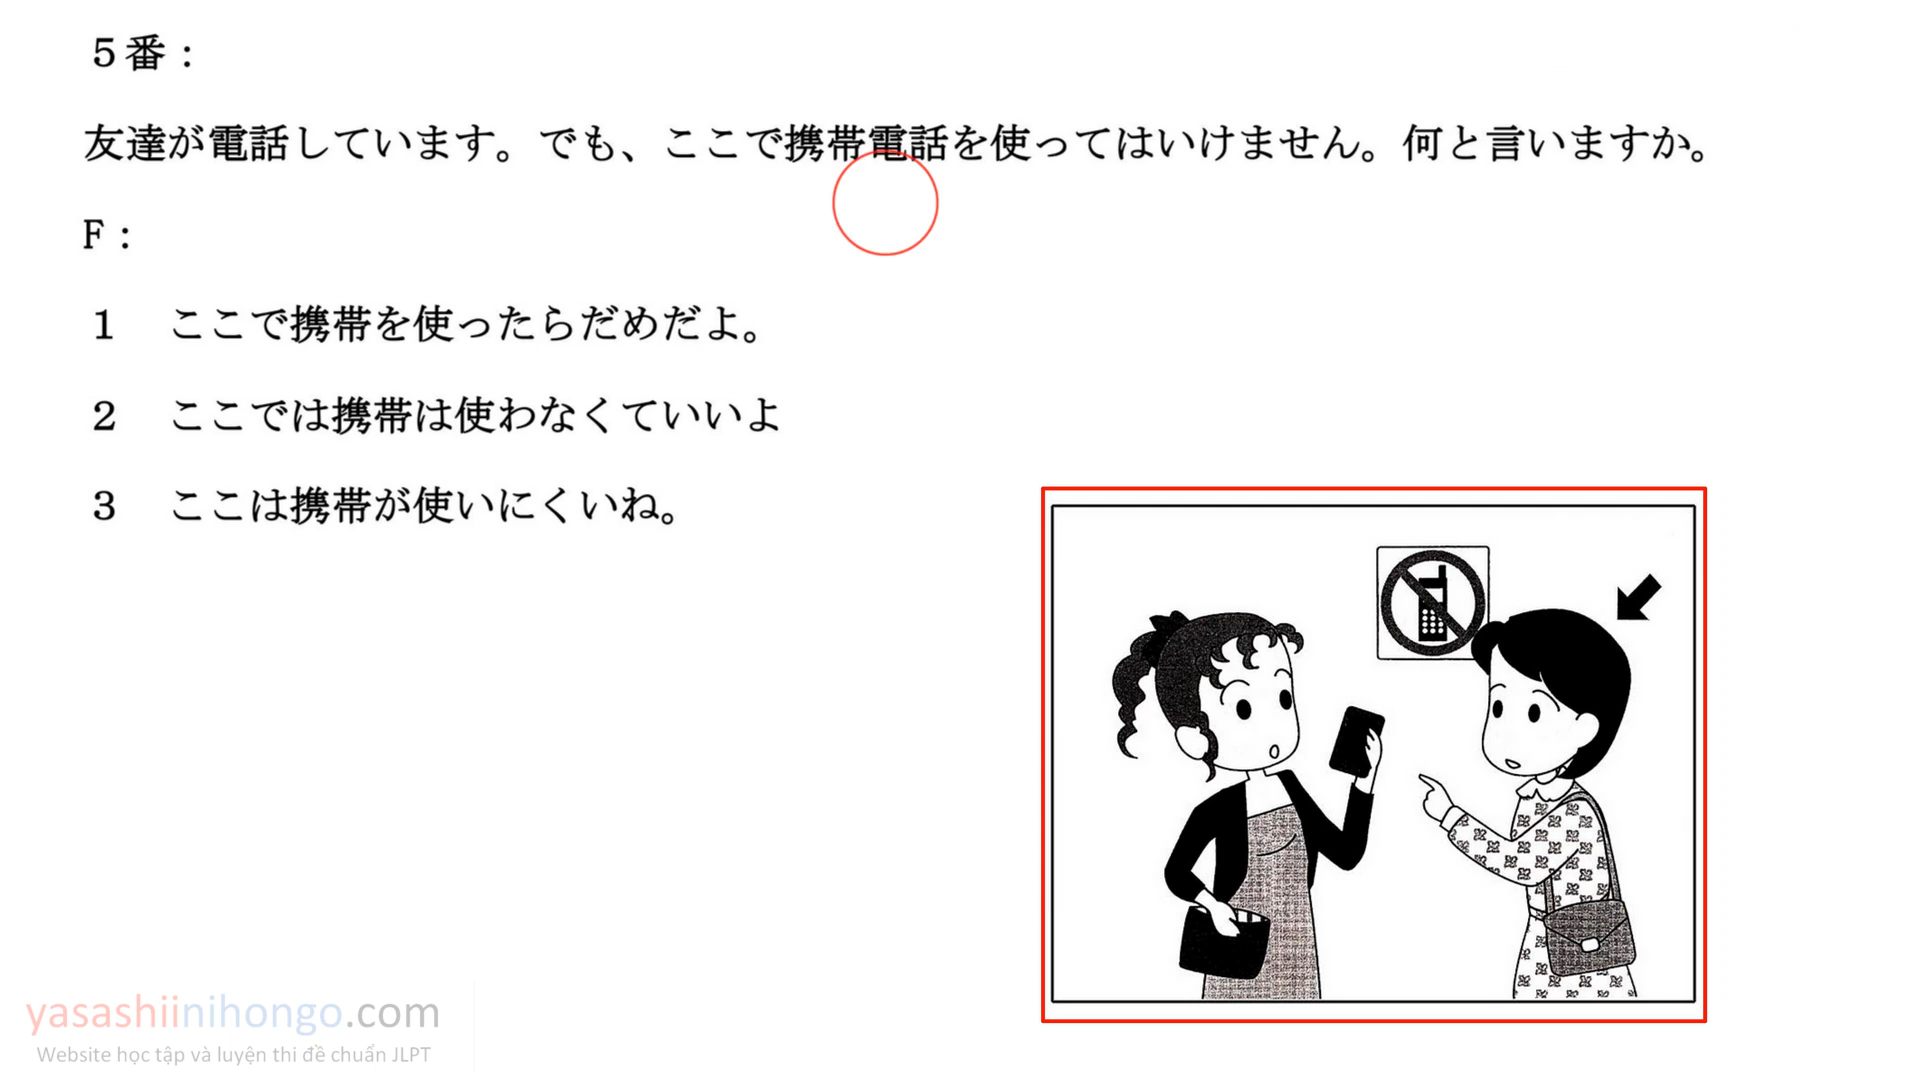 5番：
友達が電話しています。でも、ここで携帯電話を使ってはいけません。何と言いますか。
F：
1　ここで携帯を使ったらだめだよ。
2　ここでは携帯は使わなくていいよ
3　ここは携帯が使いにくいね。
yasashiinihongo.com
Website học tập và luyện thi đề chuẩn JLPT